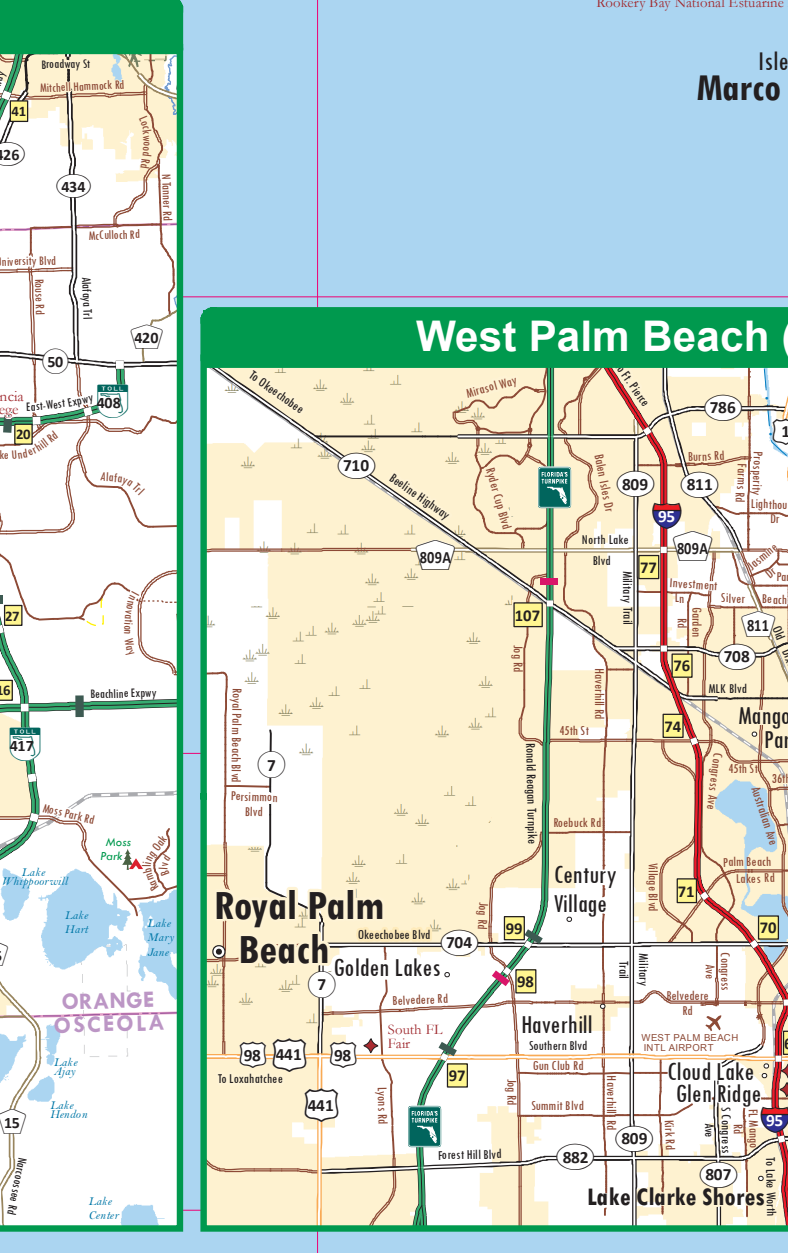 Rookery Bay National Estuarine
Isle
Marco
Broadway St
Mitchell Hammock Rd
41
426
Lockwood Rd
434
N Tanner Rd
McCulloch Rd
University Blvd
Rouse Rd
Alafaya Trl
420
50
TOLL
408
East-West Expwy
20
Alafaya Trl
Innovation Way
27
16
Beachline Expwy
TOLL
417
Moss Park Rd
Moss
Park
Lake
Whippoorwill
Lake
Hart
Lake
Mary
Jane
ORANGE
OSCEOLA
Lake
Ajay
Lake
Hendon
15
Narcoossee Rd
Lake
Center
West Palm Beach (
To Okeechobee
Mirasol Way
To Ft. Pierce
786
710
Beeline Highway
Ryder Cup Blvd
FLORIDA'S
TURNPIKE
809
Burns Rd
811
Farms Rd
Prosperity
95
North Lake
Blvd
809A
809A
77
Military Trail
Investment
Ln
Garden
Rd
Silver
Beach
811
107
Jog Rd
708
76
Haverhill Rd
MLK Blvd
74
45th St
Royal Palm Beach Blvd
7
Persimmon
Blvd
Ronald Reagan Turnpike
Congress Ave
45th St
Australian Ave
Roebuck Rd
Century
Village
Village Blvd
Palm Beach
Lakes Rd
71
Royal Palm
Beach
Jog Rd
99
70
Okeechobee Blvd
704
Golden Lakes
7
98
Military
Trail
Congress
Ave
Belvedere Rd
Belvedere
Rd
South FL
Fair
Haverhill
Southern Blvd
WEST PALM BEACH
INTL AIRPORT
98
441
98
To Loxahatchee
97
Gun Club Rd
Cloud Lake
Glen Ridge
441
Lyons Rd
Jog Rd
Summit Blvd
Haverhill Rd
Kirk Rd
S Congress
Ave
95
FLORIDA'S
TURNPIKE
809
Forest Hill Blvd
882
807
To Lake Worth
Lake Clarke Shores